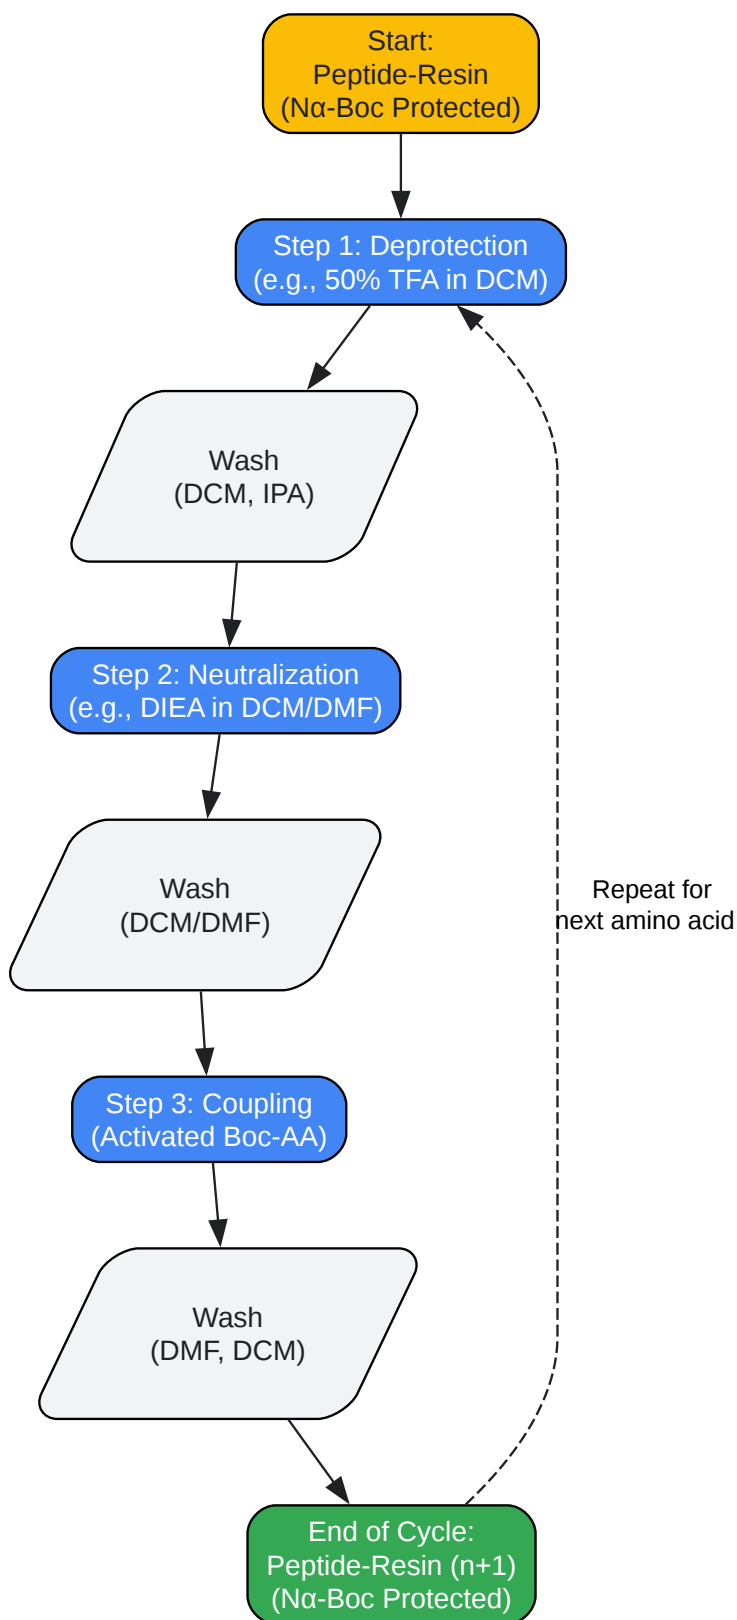 Start:
Peptide-Resin
(Nα-Boc Protected)
Step 1: Deprotection
(e.g., 50% TFA in DCM)
Wash
(DCM, IPA)
Step 2: Neutralization
(e.g., DIEA in DCM/DMF)
Wash
(DCM/DMF)
Repeat for
next amino acid
Step 3: Coupling
(Activated Boc-AA)
Wash
(DMF, DCM)
End of Cycle:
Peptide-Resin (n+1)
(Nα-Boc Protected)